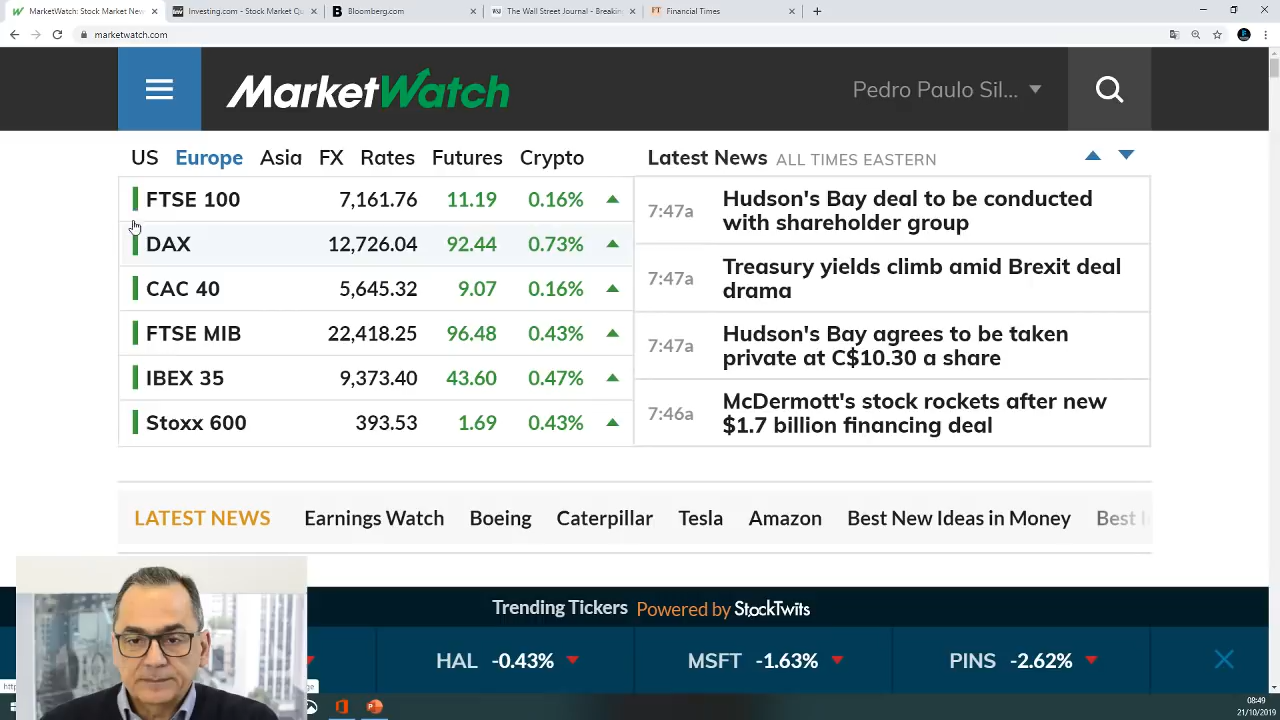 MarketWatch: Stock Market New
Investing.com - Stock Market Qu
Bloomberg.com
The Wall Street Journal - Breakin
Financial Times
marketwatch.com
MarketWatch
Pedro Paulo Sil...
US Europe Asia FX Rates Futures Crypto
FTSE 100 7,161.76 11.19 0.16%
DAX 12,726.04 92.44 0.73%
CAC 40 5,645.32 9.07 0.16%
FTSE MIB 22,418.25 96.48 0.43%
IBEX 35 9,373.40 43.60 0.47%
Stoxx 600 393.53 1.69 0.43%
Latest News ALL TIMES EASTERN
7:47a
Hudson's Bay deal to be conducted
with shareholder group
7:47a
Treasury yields climb amid Brexit deal
drama
7:47a
Hudson's Bay agrees to be taken
private at C$10.30 a share
7:46a
McDermott's stock rockets after new
$1.7 billion financing deal
LATEST NEWS Earnings Watch Boeing Caterpillar Tesla Amazon Best New Ideas in Money Best
Trending Tickers Powered by StockTwits
HAL -0.43% MSFT -1.63% PINS -2.62%
08:49
21/10/2019